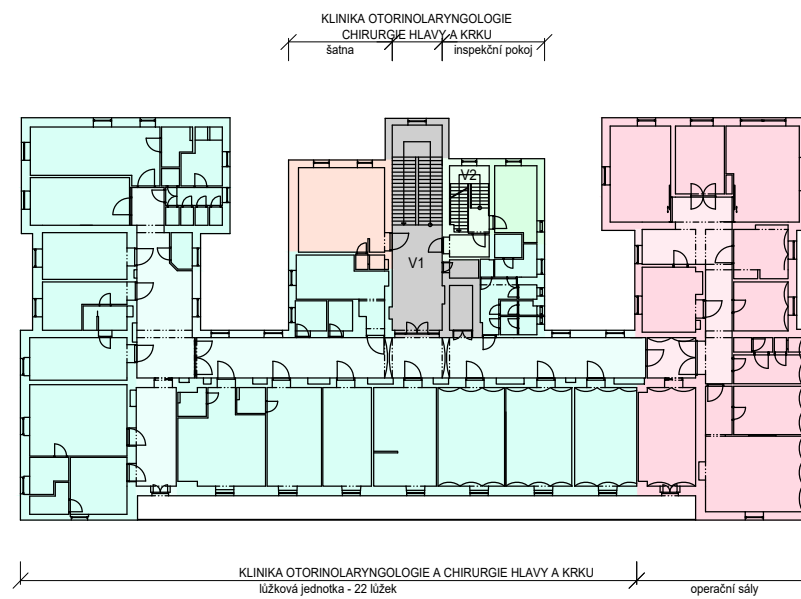 KLINIKA OTORINOLARYNGOLOGIE
CHIRURGIE HLAVY A KRKU
šatna
inspekční pokoj
V2
V1
KLINIKA OTORINOLARYNGOLOGIE A CHIRURGIE HLAVY A KRKU
lůžková jednotka - 22 lůžek
operační sály